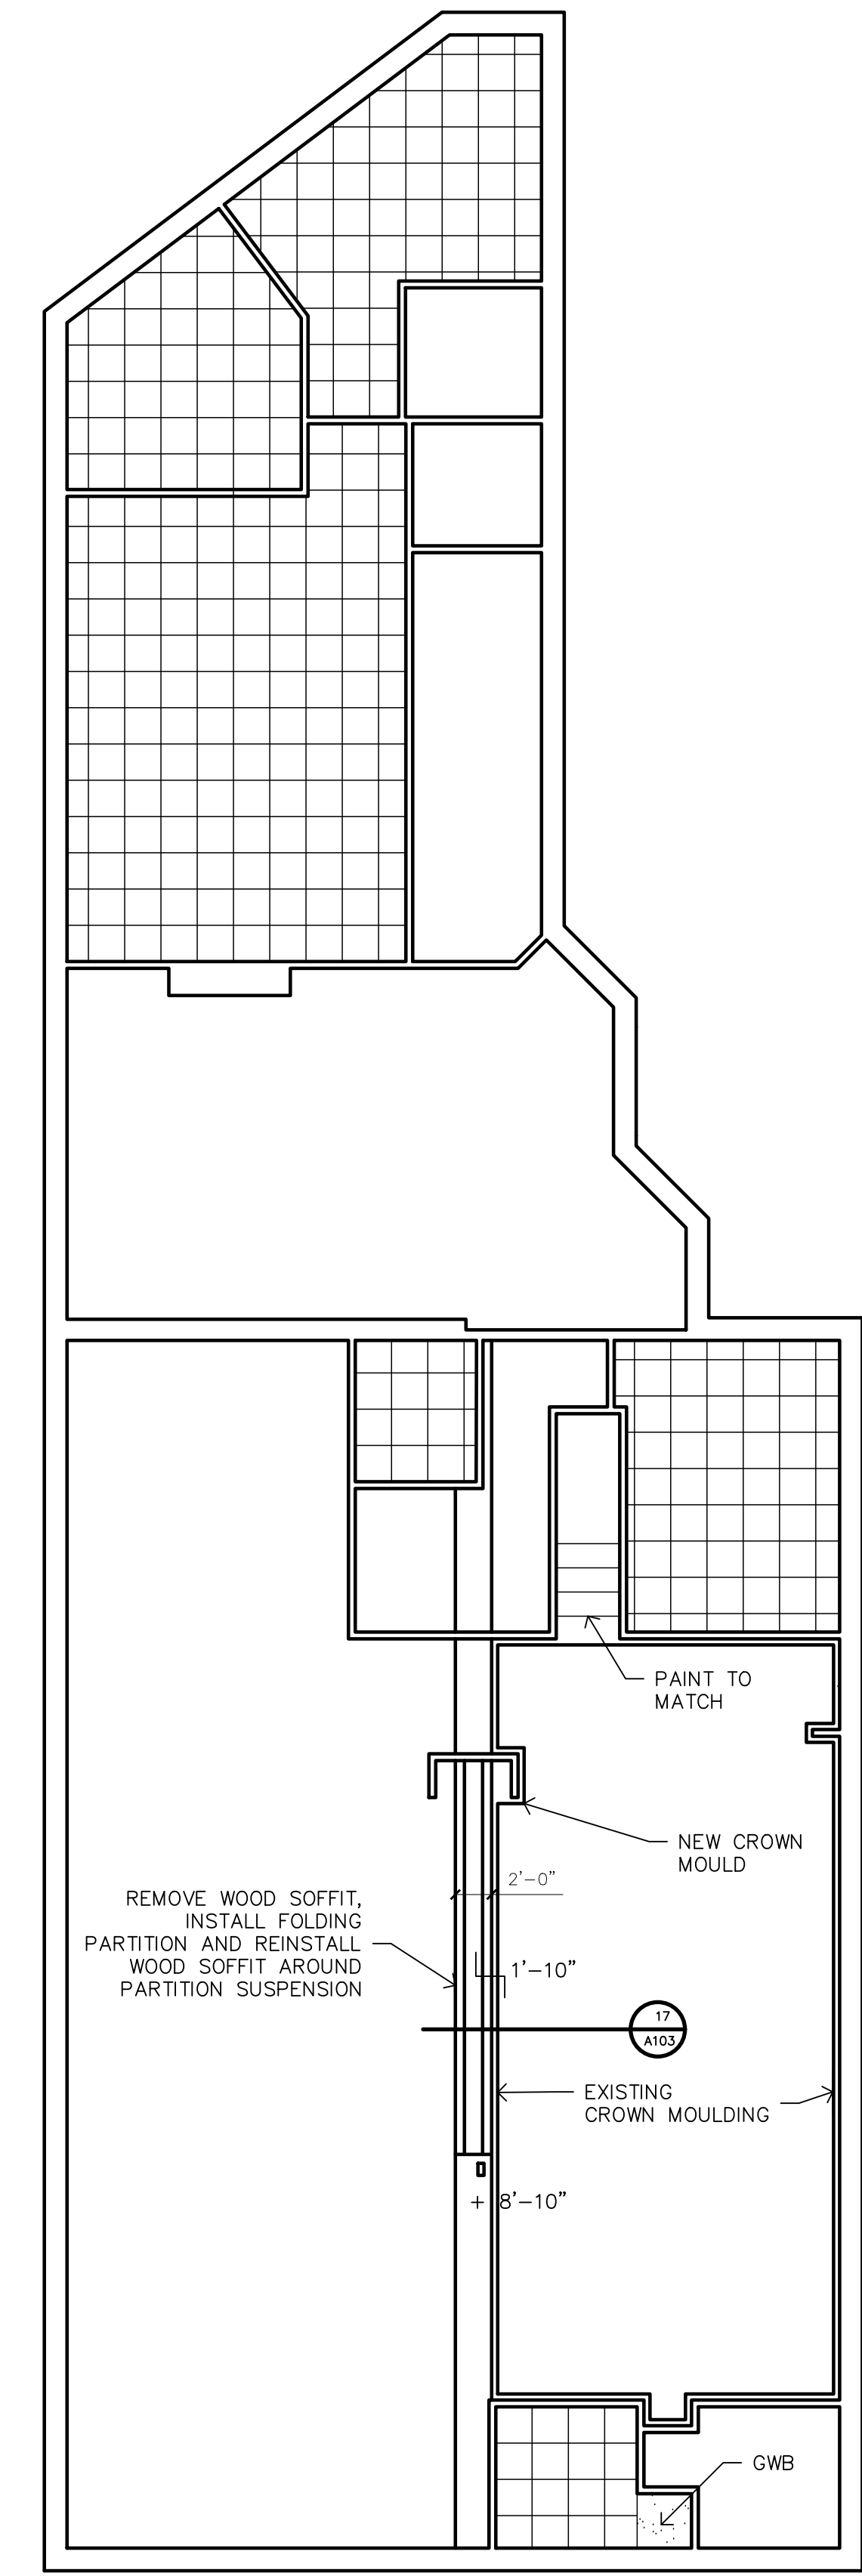 PAINT TO
MATCH
NEW CROWN
MOULD
2'-0"
REMOVE WOOD SOFFIT,
INSTALL FOLDING
PARTITION AND REINSTALL
WOOD SOFFIT AROUND
PARTITION SUSPENSION
1'-10"
17
A103
EXISTING
CROWN MOULDING
+ 8'-10"
GWB